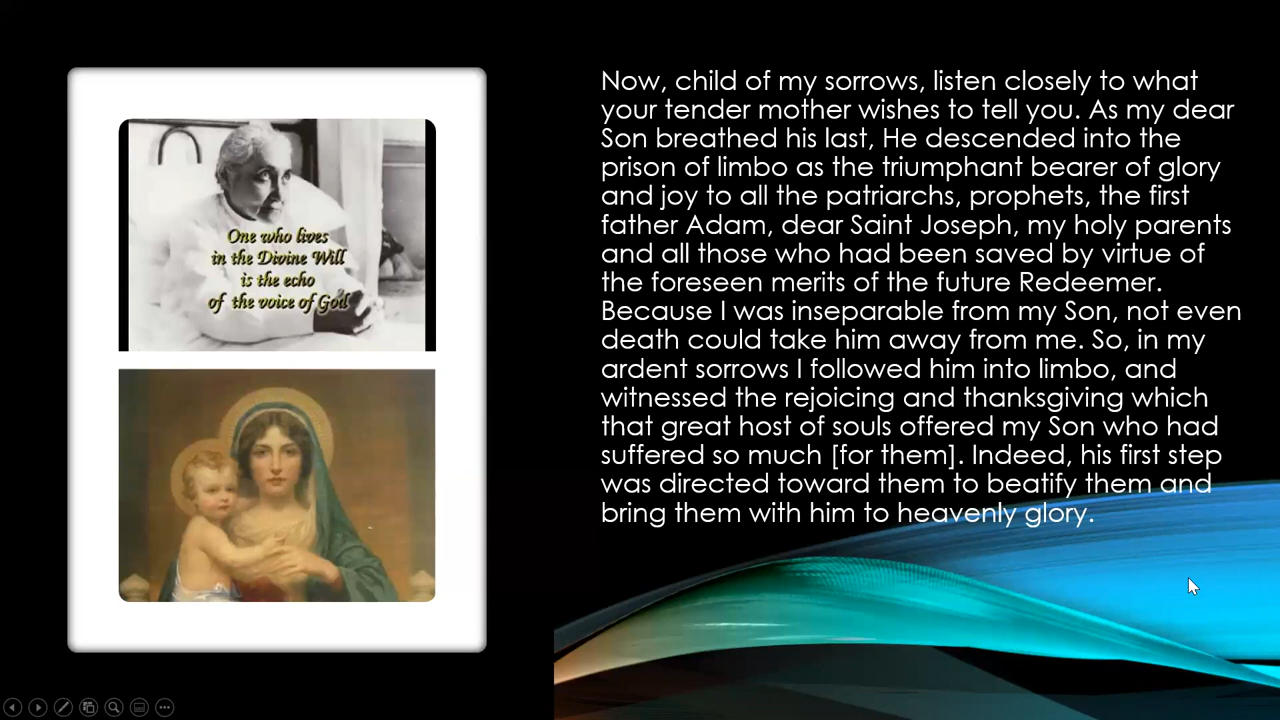 One who lives
in the Divine Will
is the echo
of the voice of God
Now, child of my sorrows, listen closely to what
your tender mother wishes to tell you. As my dear
Son breathed his last, He descended into the
prison of limbo as the triumphant bearer of glory
and joy to all the patriarchs, prophets, the first
father Adam, dear Saint Joseph, my holy parents
and all those who had been saved by virtue of
the foreseen merits of the future Redeemer.
Because I was inseparable from my Son, not even
death could take him away from me. So, in my
ardent sorrows I followed him into limbo, and
witnessed the rejoicing and thanksgiving which
that great host of souls offered my Son who had
suffered so much [for them]. Indeed, his first step
was directed toward them to beatify them and
bring them with him to heavenly glory.